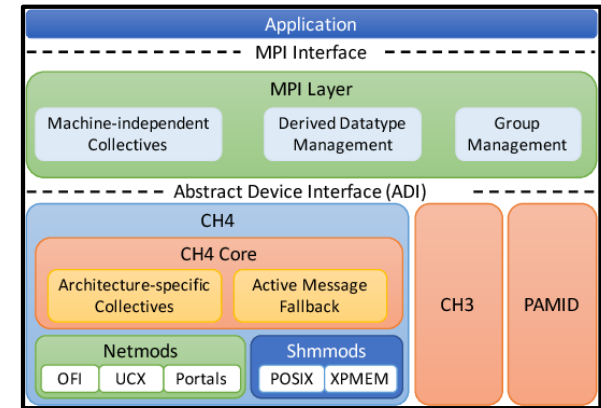 Application
MPI Interface
MPI Layer
Machine-independent
Collectives
Derived Datatype
Management
Group
Management
Abstract Device Interface (ADI)
CH4
CH4 Core
Architecture-specific
Collectives
Active Message
Fallback
Netmods
OFI
UCX
Portals
Shmmods
POSIX
XPMEM
CH3
PAMID